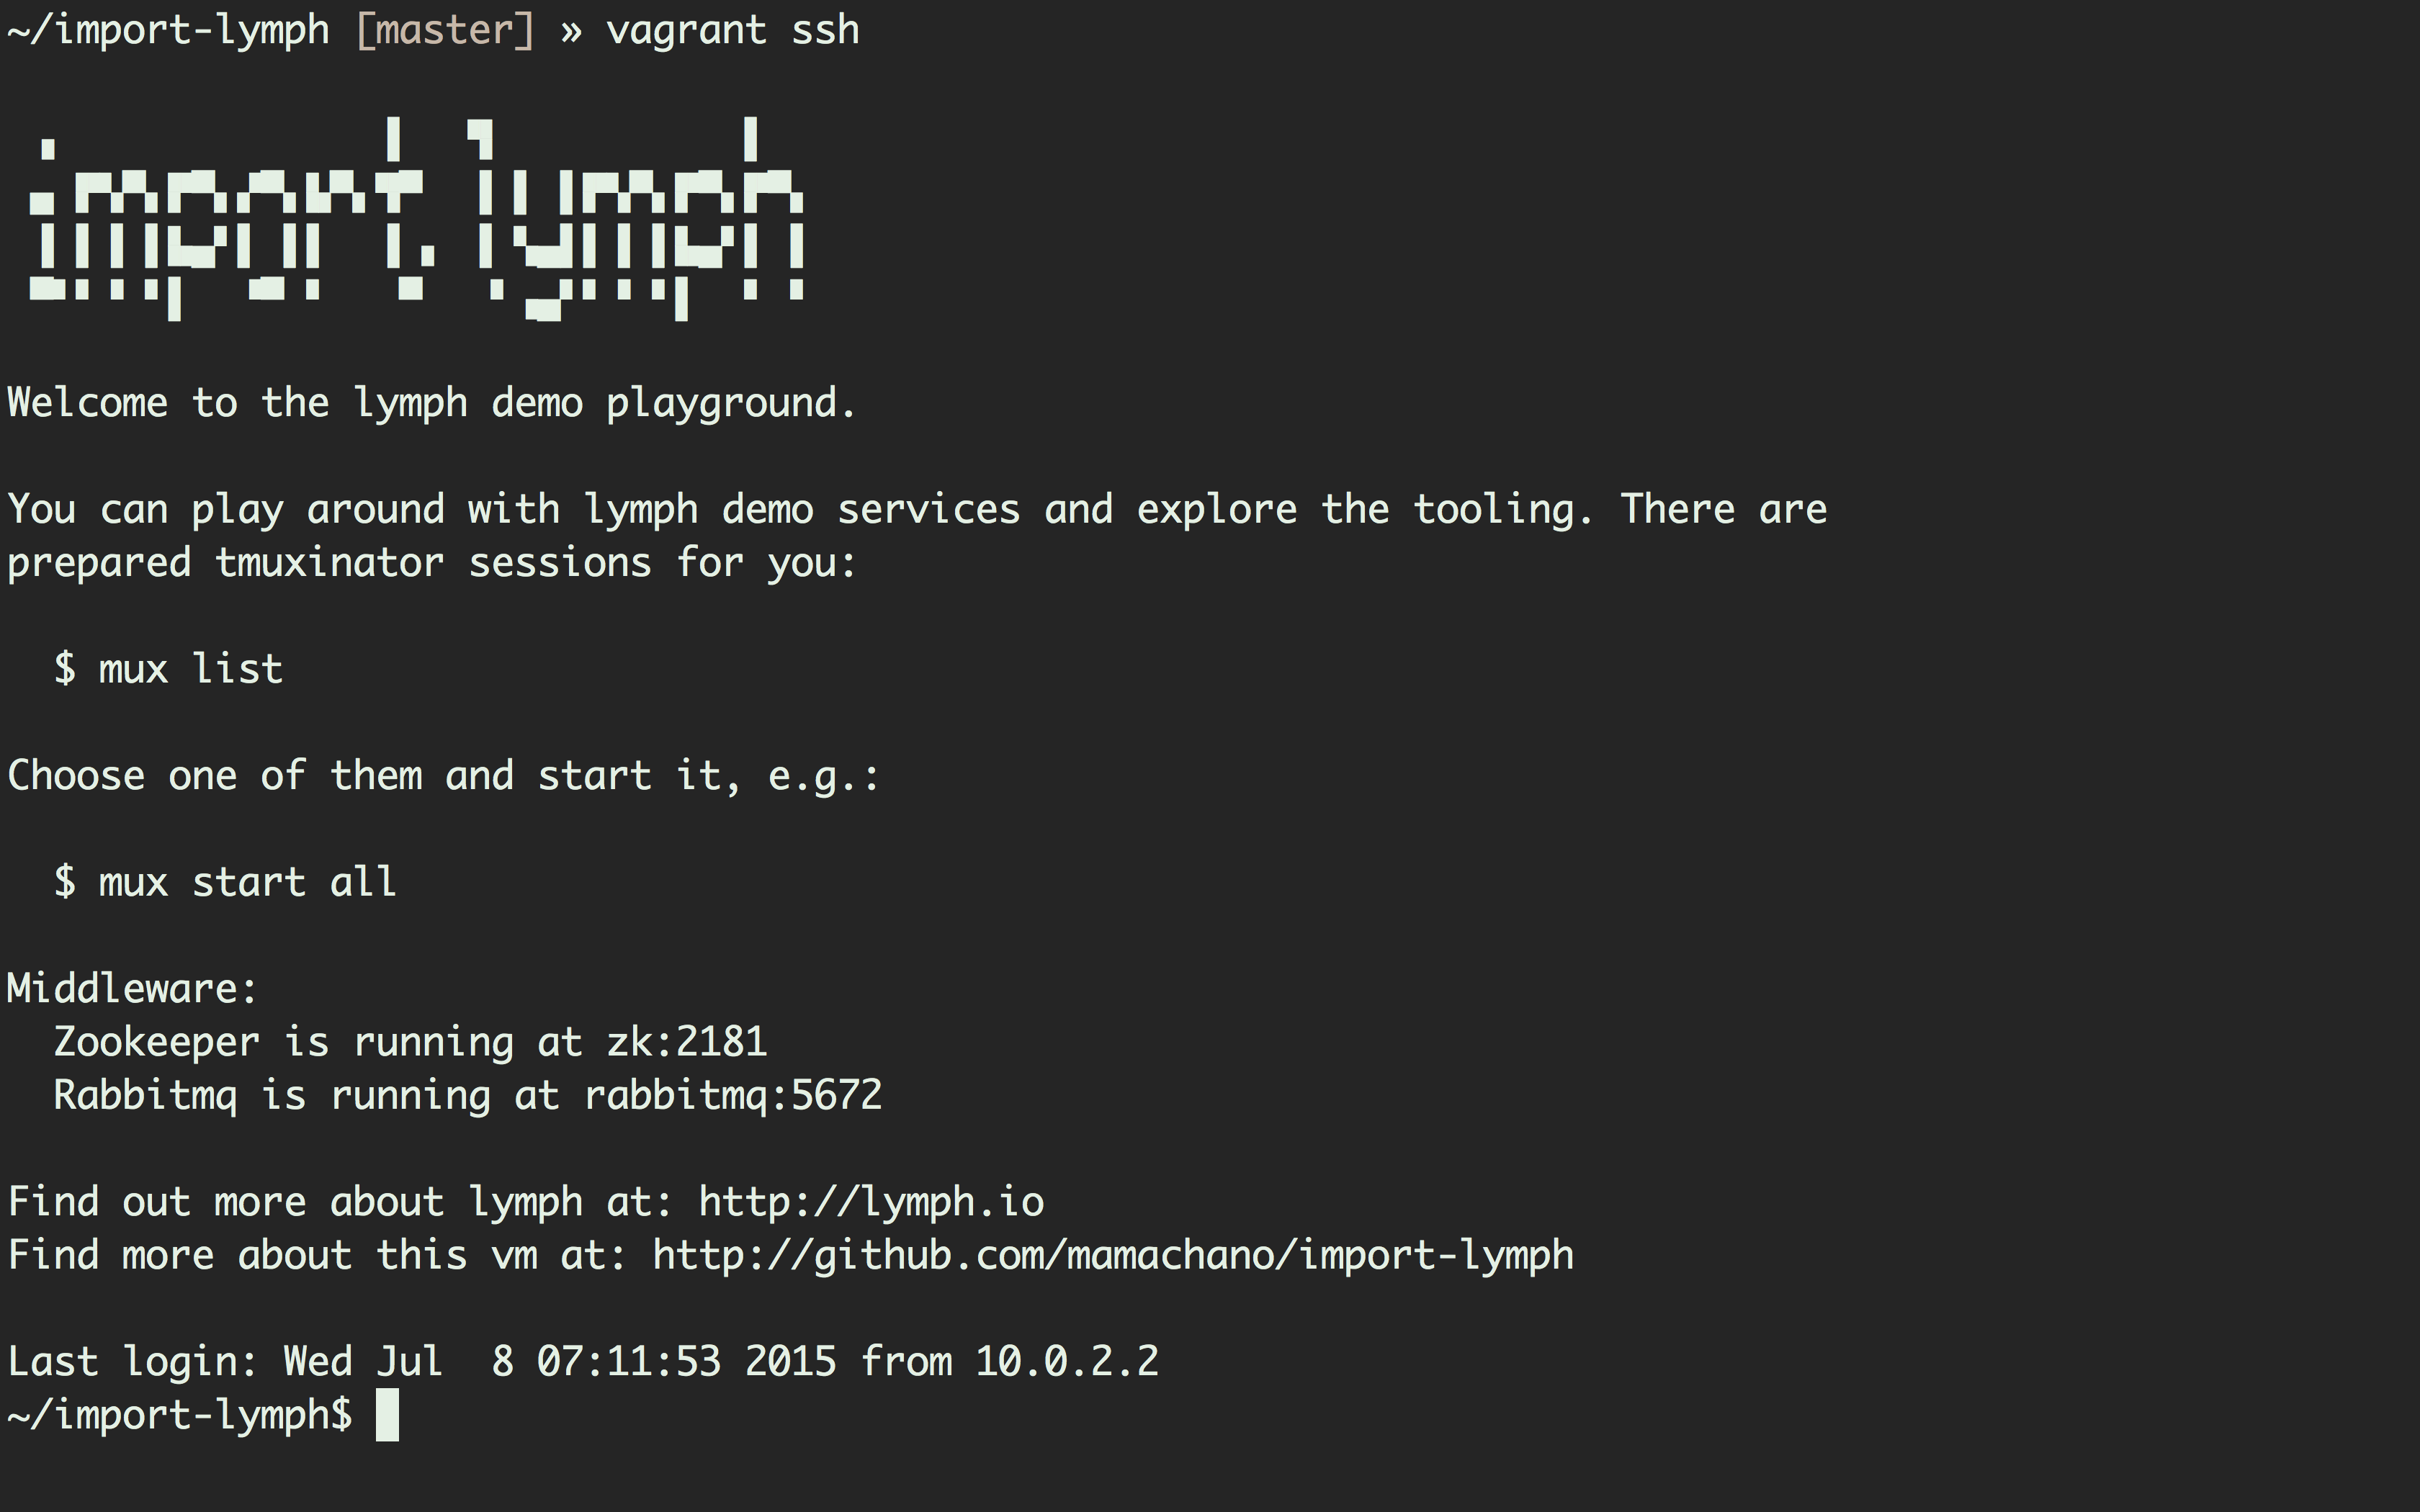 ~/import-lymph [master] » vagrant ssh
import lymph
Welcome to the lymph demo playground.
You can play around with lymph demo services and explore the tooling. There are
prepared tmuxinator sessions for you:
$ mux list
Choose one of them and start it, e.g.:
$ mux start all
Middleware:
Zookeeper is running at zk:2181
Rabbitmq is running at rabbitmq:5672
Find out more about lymph at: http://lymph.io
Find more about this vm at: http://github.com/mamachano/import-lymph
Last login: Wed Jul  8 07:11:53 2015 from 10.0.2.2
~/import-lymph$